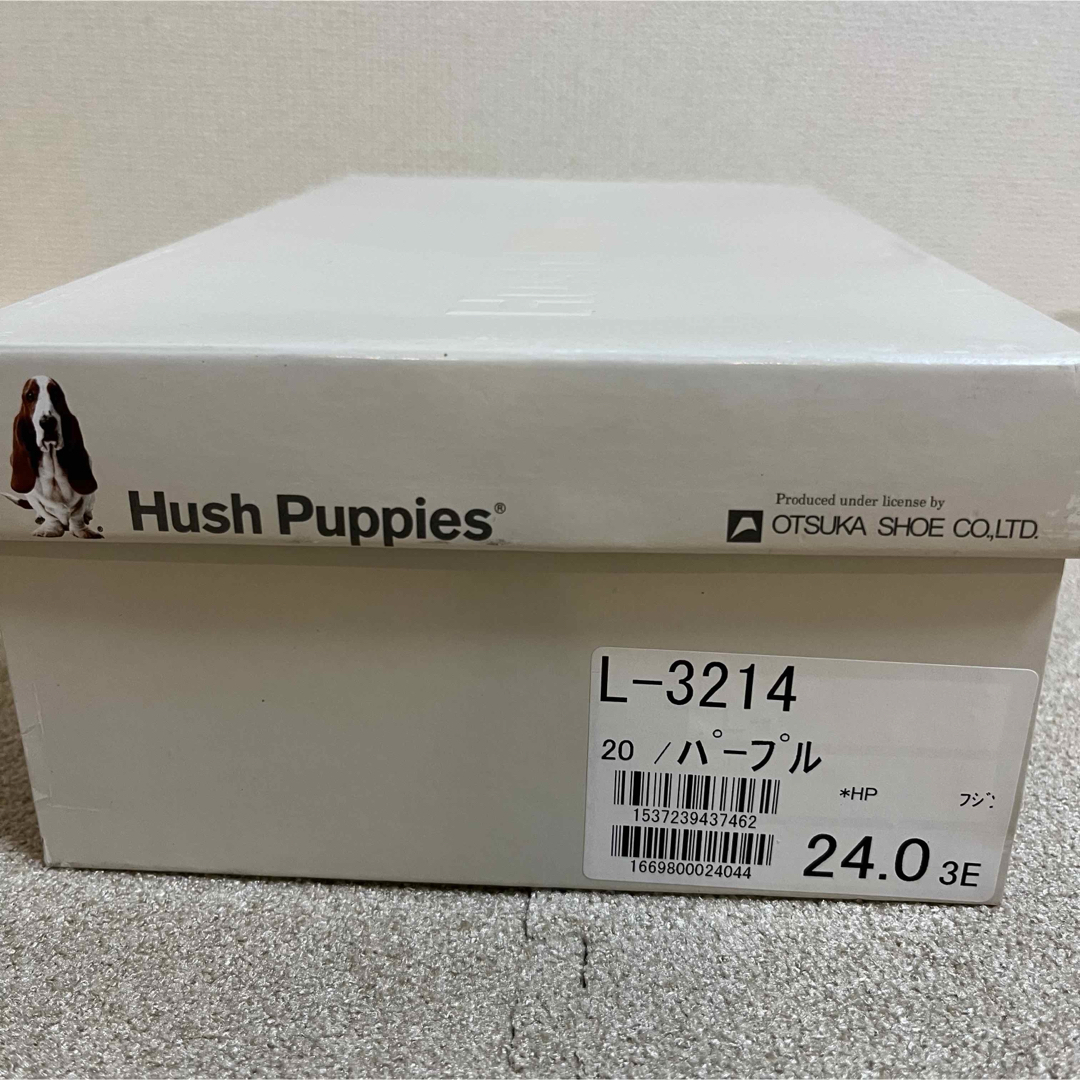 Hush Puppies®
Produced under license by
OTSUKA SHOE CO.,LTD.
L-3214
20 /パープル
*HP
1537239437462
24.0 3E
1669800024044